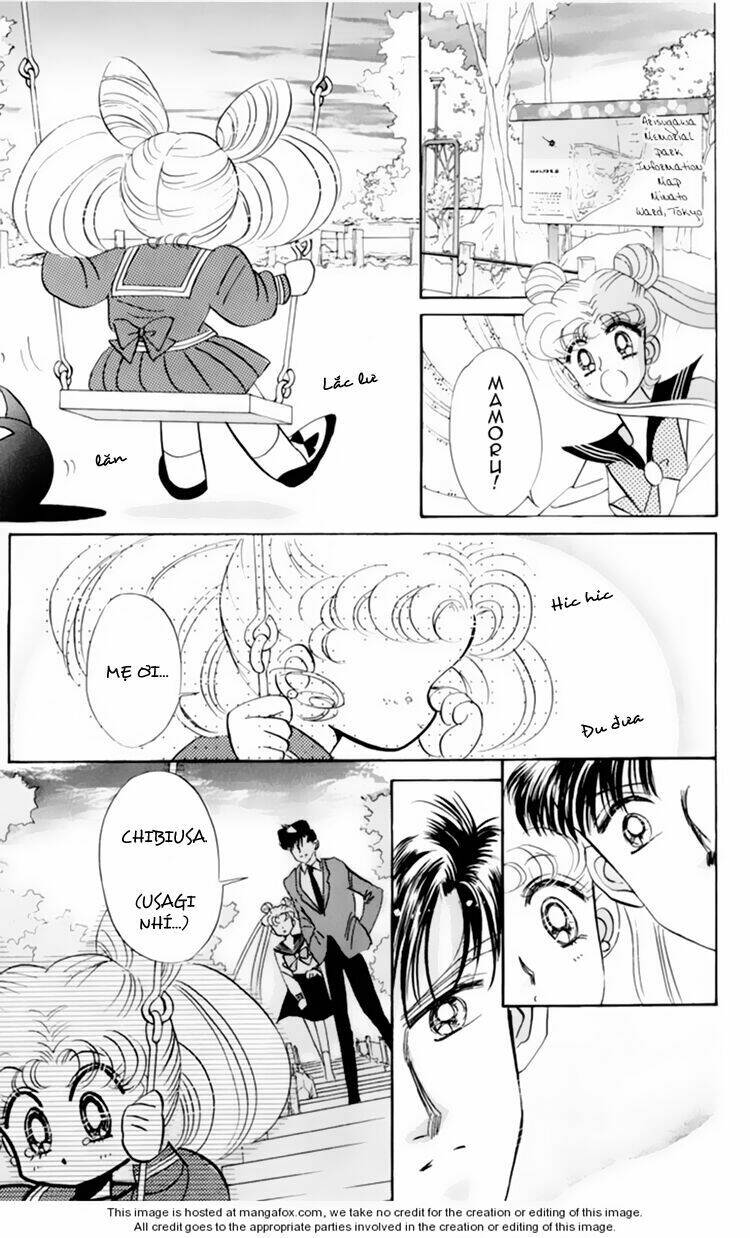 Arisugawa
Memorial
park
Information
Map
Minato
Ward, Tokyo
MAMORU!
Lắc lư
lăn
MẸ ƠI...
Hic hic
Đu đưa
CHIBIUSA.
(USAGI
NHÍ...)
This image is hosted at mangafox.com, we take no credit for the creation or editing of this image.
All credit goes to the appropriate parties involved in the creation or editing of this image.